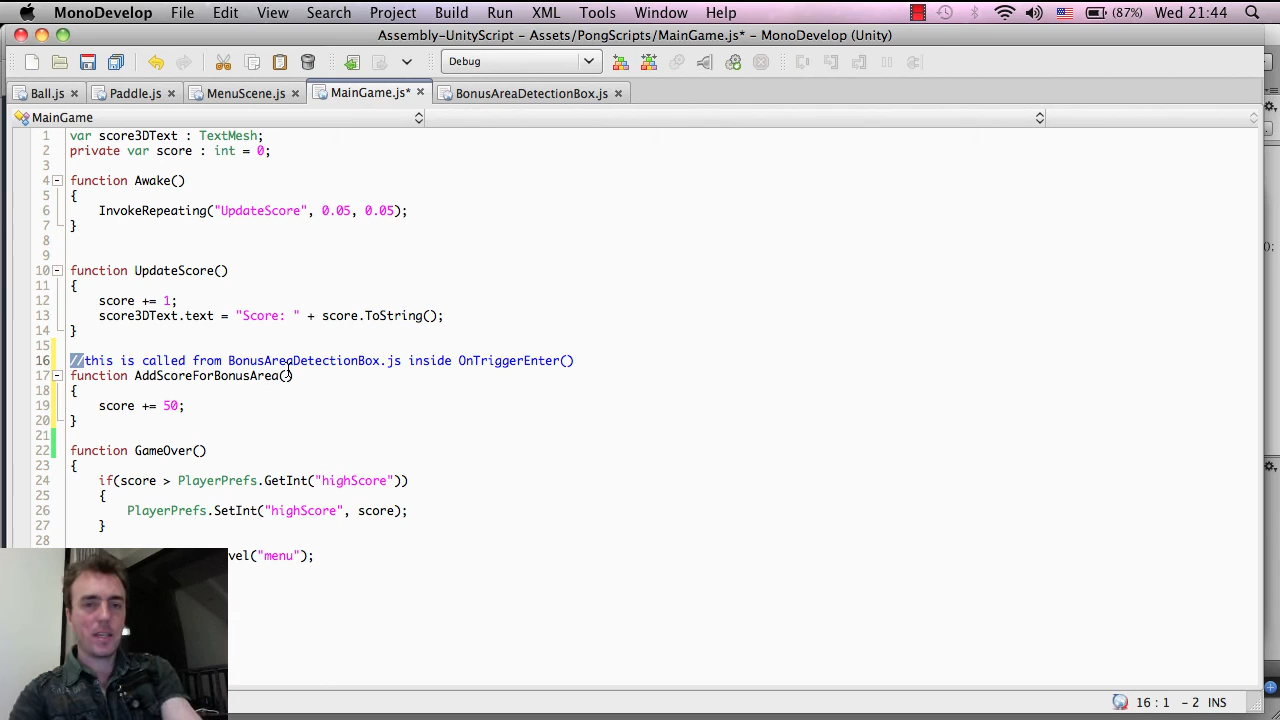 MonoDevelop File Edit View Search Project Build Run XML Tools Window Help (87%) Wed 21:44
Assembly-UnityScript - Assets/PongScripts/MainGame.js* - MonoDevelop (Unity)
Debug
Ball.js Paddle.js MenuScene.js MainGame.js* BonusAreaDetectionBox.js
MainGame
1 var score3DText : TextMesh;
2 private var score : int = 0;
3
4 function Awake()
5 {
6 InvokeRepeating("UpdateScore", 0.05, 0.05);
7 }
8
9
10 function UpdateScore()
11 {
12 score += 1;
13 score3DText.text = "Score: " + score.ToString();
14 }
15
16 //this is called from BonusAreaDetectionBox.js inside OnTriggerEnter()
17 function AddScoreForBonusArea()
18 {
19 score += 50;
20 }
21
22 function GameOver()
23 {
24 if(score > PlayerPrefs.GetInt("highScore"))
25 {
26 PlayerPrefs.SetInt("highScore", score);
27 }
28
vel("menu");
16 : 1 - 2 INS